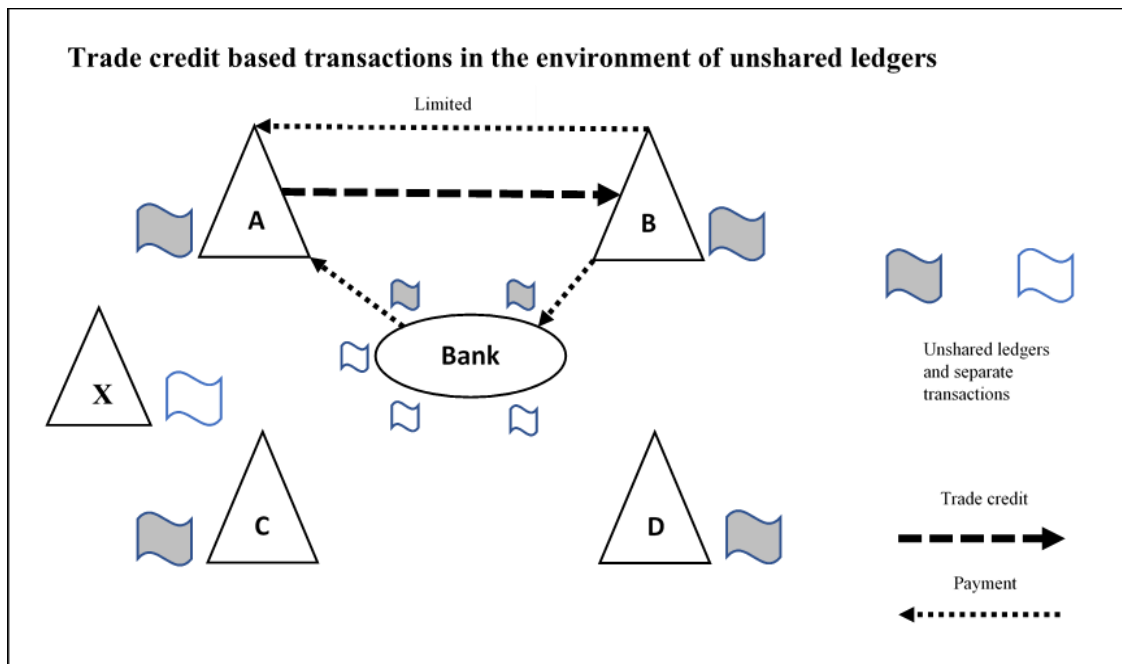 Trade credit based transactions in the environment of unshared ledgers
Limited
A
B
Bank
X
C
D
Unshared ledgers
and separate
transactions
Trade credit
Payment